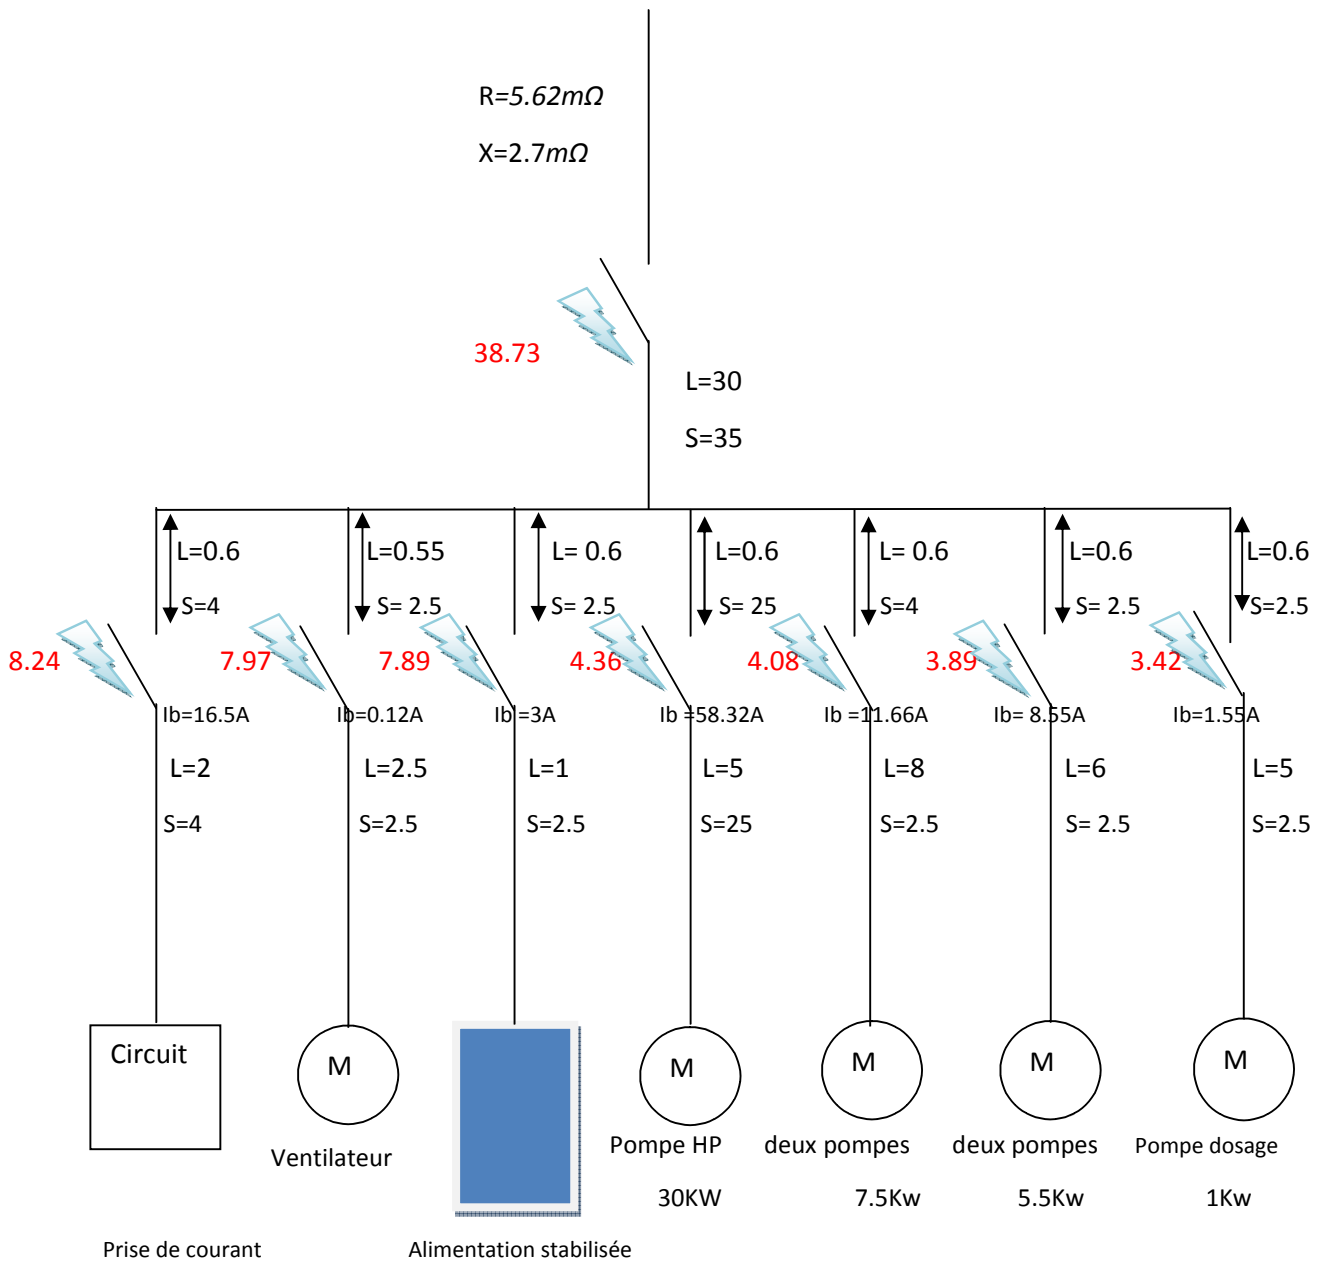 R=5.62mΩ
X=2.7mΩ
38.73
L=30
S=35
L=0.6 L=0.55 L= 0.6 L=0.6 L= 0.6 L=0.6 L=0.6
S=4 S= 2.5 S= 2.5 S= 25 S=4 S= 2.5 S=2.5
8.24 7.97 7.89 4.36 4.08 3.89 3.42
Ib=16.5A Ib=0.12A Ib =3A Ib =58.32A Ib =11.66A Ib= 8.55A Ib=1.55A
L=2 L=2.5 L=1 L=5 L=8 L=6 L=5
S=4 S=2.5 S=2.5 S=25 S=2.5 S= 2.5 S=2.5
Circuit M M M M M
Ventilateur Pompe HP deux pompes deux pompes Pompe dosage
30KW 7.5Kw 5.5Kw 1Kw
Prise de courant Alimentation stabilisée